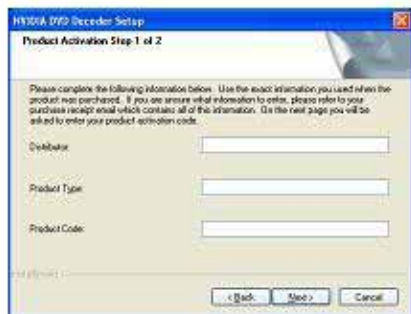 NVIDIA DVD Decoder Setup
Product Activation Step 1 of 2
Please complete the following information below. Use the exact information you used when the
product was purchased. If you are unsure what information to enter, please refer to your
purchase receipt email which contains all of this information. On the next page you will be
asked to enter your product activation code.
Distributor:
Product Type:
Product Code:
< Back
Next >
Cancel